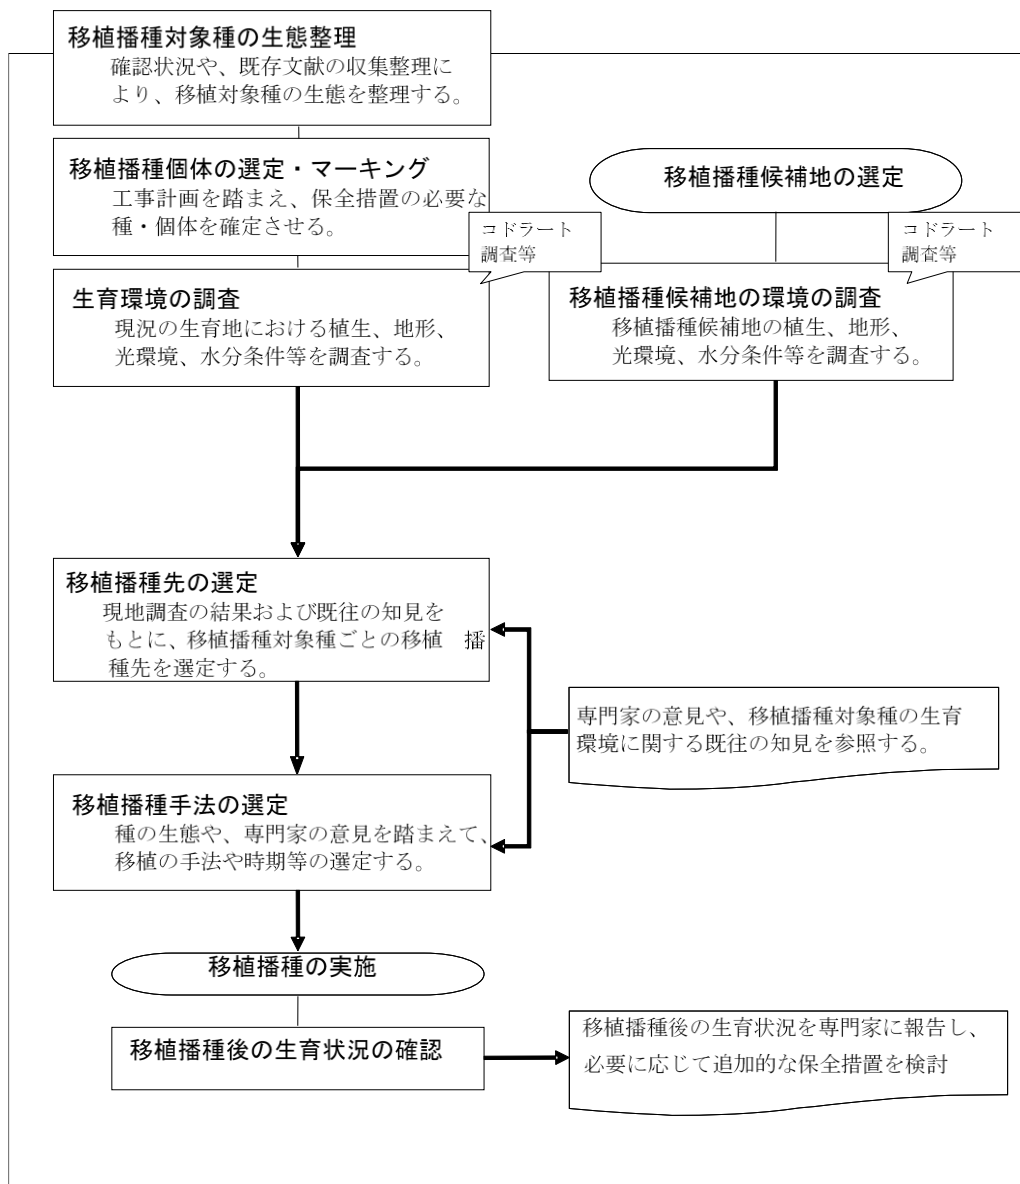 移植播種対象種の生態整理
確認状況や、既存文献の収集整理に
より、移植対象種の生態を整理する。
移植播種個体の選定・マーキング
工事計画を踏まえ、保全措置の必要な
種・個体を確定させる。
移植播種候補地の選定
コドラート
調査等
コドラート
調査等
生育環境の調査
現況の生育地における植生、地形、
光環境、水分条件等を調査する。
移植播種候補地の環境の調査
移植播種候補地の植生、地形、
光環境、水分条件等を調査する。
移植播種先の選定
現地調査の結果および既往の知見を
もとに、移植播種対象種ごとの移植 播
種先を選定する。
専門家の意見や、移植播種対象種の生育
環境に関する既往の知見を参照する。
移植播種手法の選定
種の生態や、専門家の意見を踏まえて、
移植の手法や時期等の選定する。
移植播種の実施
移植播種後の生育状況の確認
移植播種後の生育状況を専門家に報告し、
必要に応じて追加的な保全措置を検討